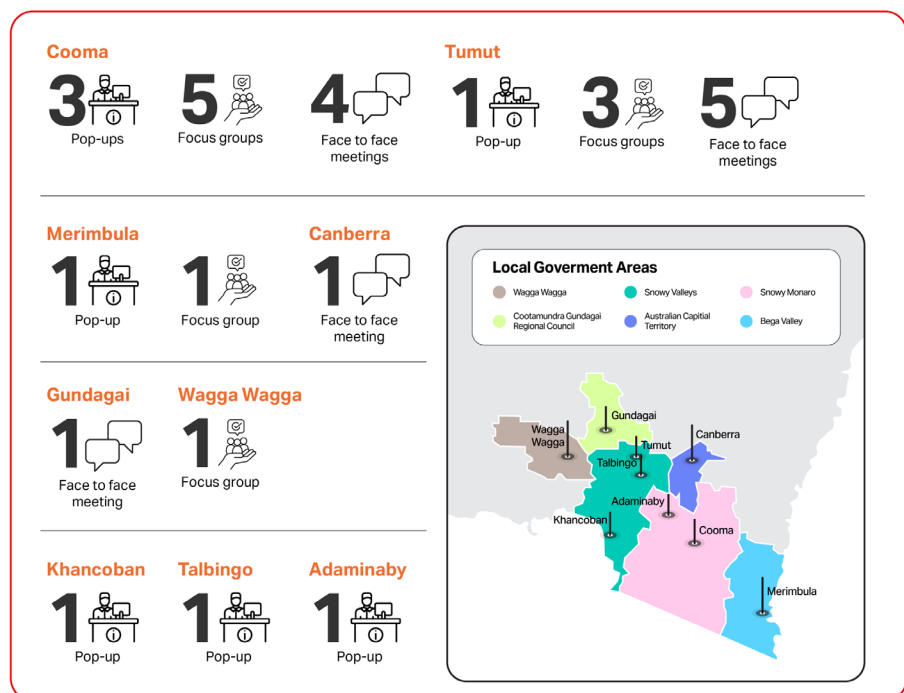 Cooma
3
Pop-ups
5
Focus groups
4
Face to face
meetings
Tumut
1
Pop-up
3
Focus groups
5
Face to face
meetings
Merimbula
1
Pop-up
1
Focus group
Canberra
1
Face to face
meeting
Gundagai
1
Face to face
meeting
Wagga Wagga
1
Focus group
Khancoban
1
Pop-up
Talbingo
1
Pop-up
Adaminaby
1
Pop-up
Local Goverment Areas
Wagga Wagga
Snowy Valleys
Snowy Monaro
Cootamundra Gundagai
Regional Council
Australian Capitial
Territory
Bega Valley
Gundagai
Wagga
Wagga
Tumut
Canberra
Talbingo
Adaminaby
Khancoban
Cooma
Merimbula